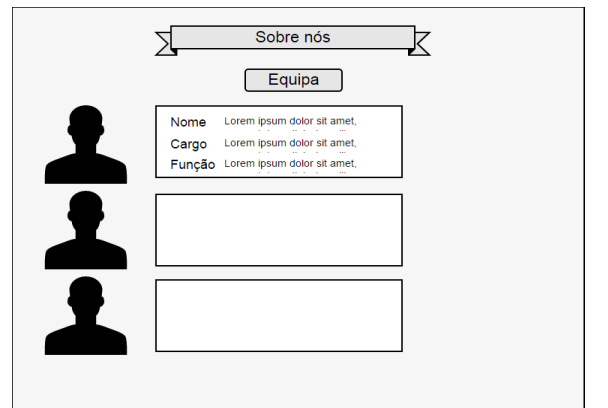 Sobre nós
Equipa
Nome Lorem ipsum dolor sit amet,
Cargo Lorem ipsum dolor sit amet,
Função Lorem ipsum dolor sit amet,